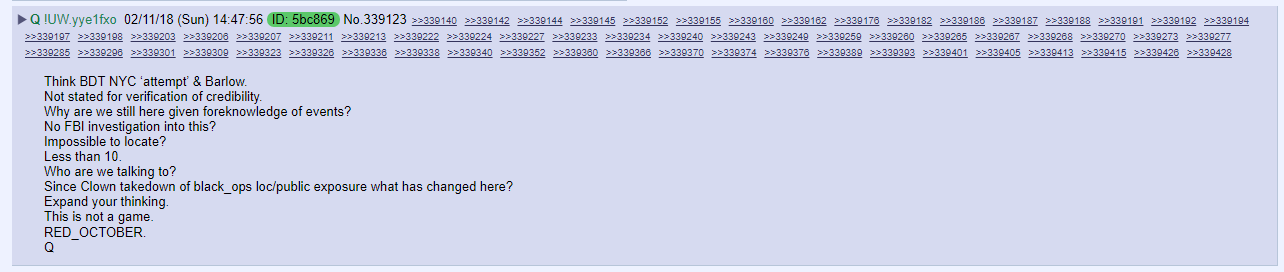 ▶ Q !UW.yye1fxo 02/11/18 (Sun) 14:47:56 ID: 5bc869 No.339123 >>339140 >>339142 >>339144 >>339145 >>339152 >>339155 >>339160 >>339162 >>339176 >>339182 >>339186 >>339187 >>339188 >>339191 >>339192 >>339194
>>339197 >>339198 >>339203 >>339206 >>339207 >>339211 >>339213 >>339222 >>339224 >>339227 >>339233 >>339234 >>339240 >>339243 >>339249 >>339259 >>339260 >>339265 >>339267 >>339268 >>339270 >>339273 >>339277
>>339285 >>339296 >>339301 >>339309 >>339323 >>339326 >>339336 >>339338 >>339340 >>339352 >>339360 >>339366 >>339370 >>339374 >>339376 >>339389 >>339393 >>339401 >>339405 >>339413 >>339415 >>339426 >>339428
Think BDT NYC ‘attempt’ & Barlow.
Not stated for verification of credibility.
Why are we still here given foreknowledge of events?
No FBI investigation into this?
Impossible to locate?
Less than 10.
Who are we talking to?
Since Clown takedown of black_ops loc/public exposure what has changed here?
Expand your thinking.
This is not a game.
RED_OCTOBER.
Q